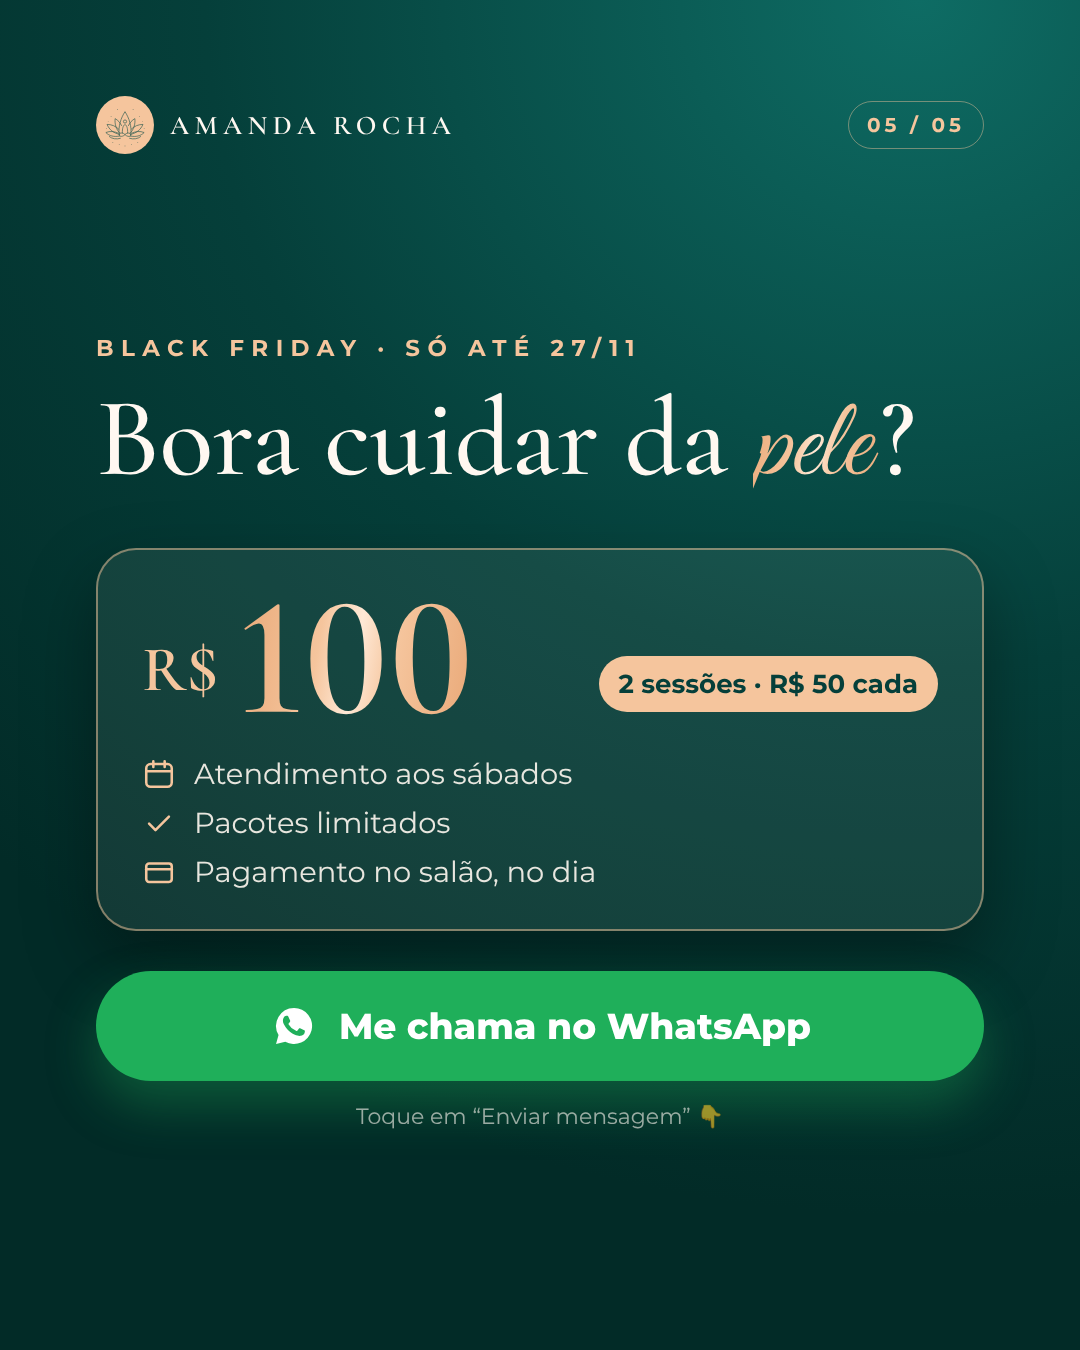 AMANDA ROCHA
05 / 05
BLACK FRIDAY · SÓ ATÉ 27/11
Bora cuidar da pele?
R$ 100
2 sessões · R$ 50 cada
Atendimento aos sábados
Pacotes limitados
Pagamento no salão, no dia
Me chama no WhatsApp
Toque em “Enviar mensagem” 👇